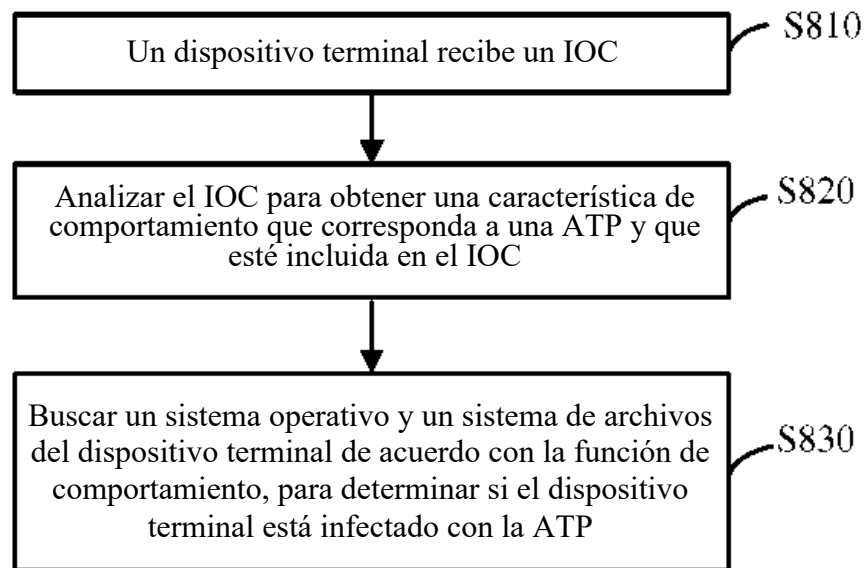 Un dispositivo terminal recibe un IOC
S810
Analizar el IOC para obtener una característica de
comportamiento que corresponda a una ATP y que
esté incluida en el IOC
S820
Buscar un sistema operativo y un sistema de archivos
del dispositivo terminal de acuerdo con la función de
comportamiento, para determinar si el dispositivo
terminal está infectado con la ATP
S830